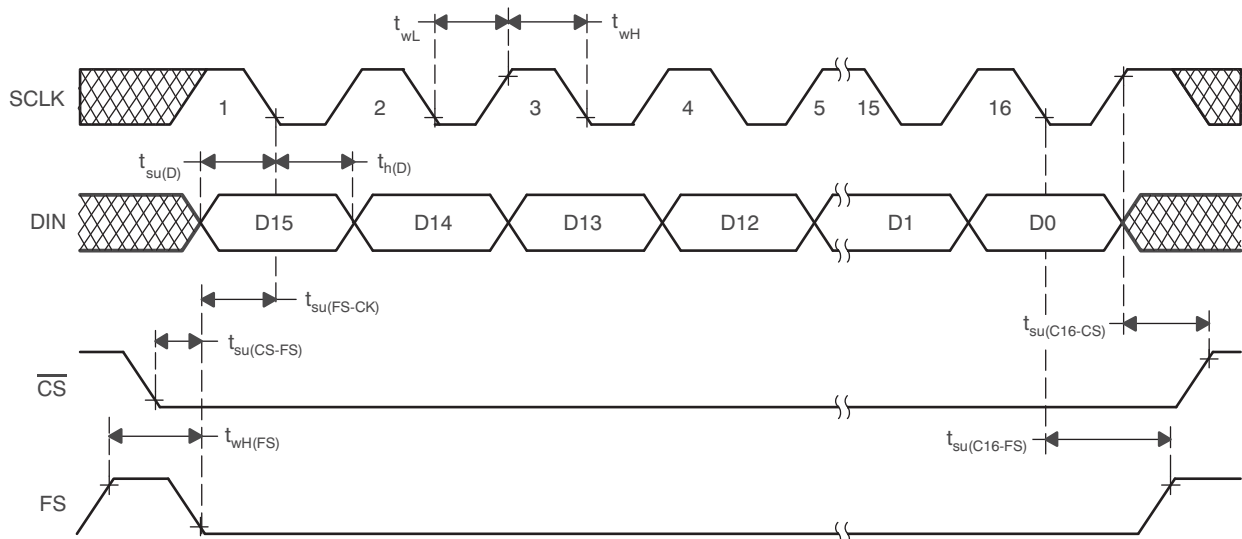 t_wL t_wH
SCLK 1 2 3 4 5 15 16
t_su(D) t_h(D)
DIN D15 D14 D13 D12 D1 D0
t_su(FS-CK)
t_su(C16-CS)
t_su(CS-FS)
CS
t_wH(FS)
t_su(C16-FS)
FS